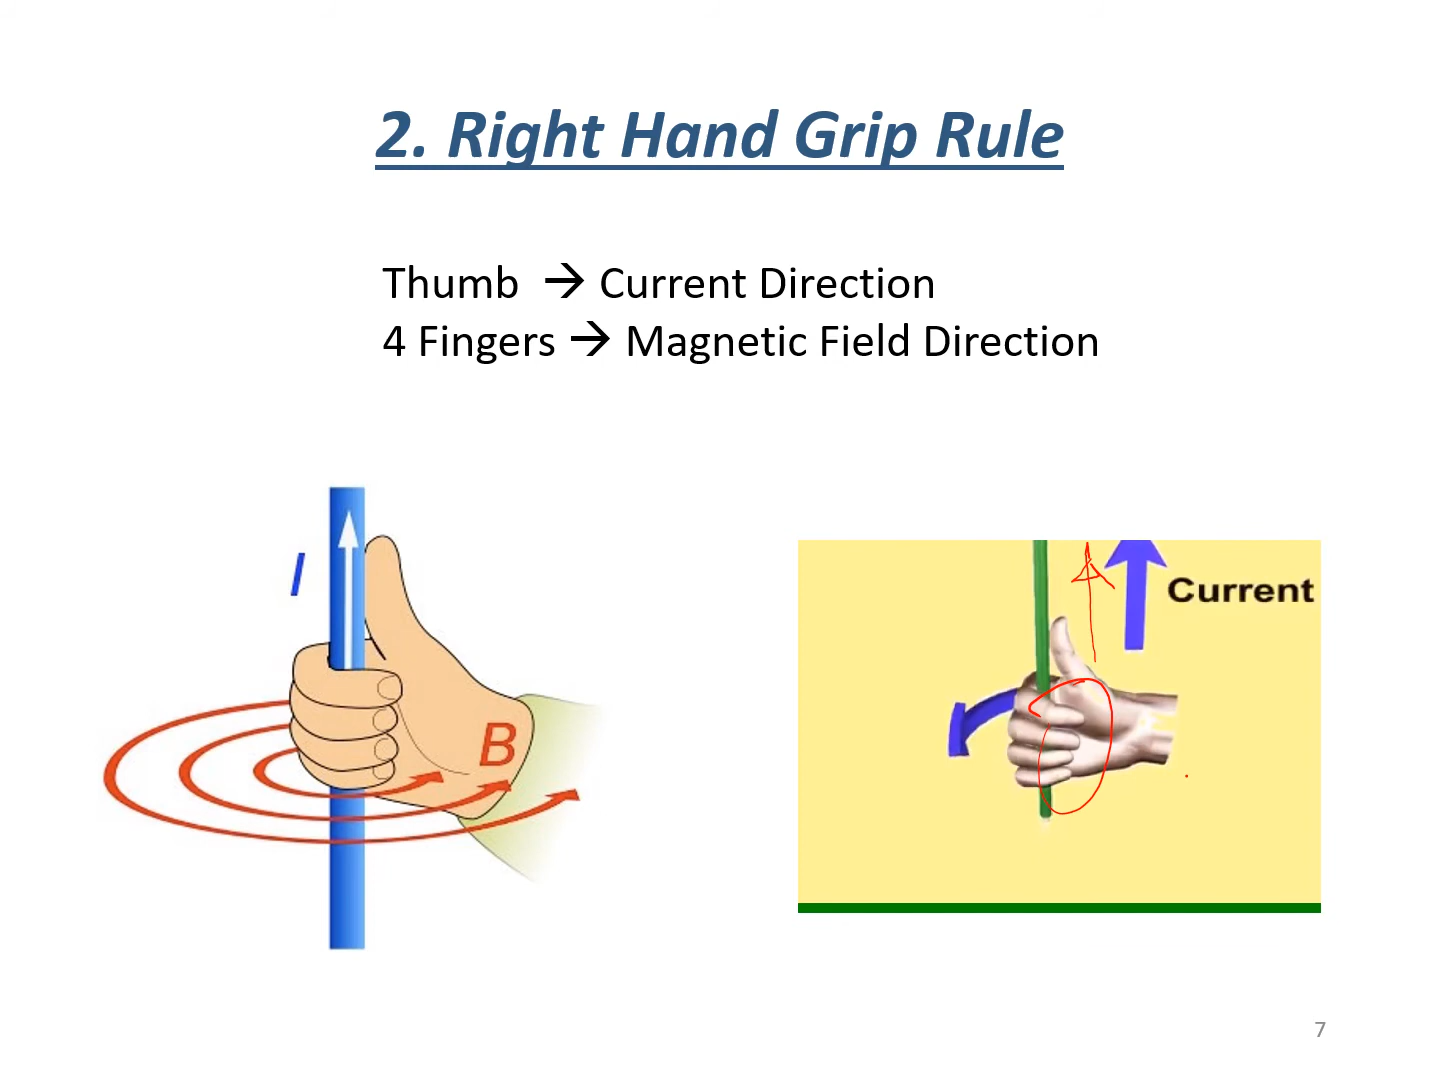 2. Right Hand Grip Rule
Thumb → Current Direction
4 Fingers → Magnetic Field Direction
I
B
Current
7